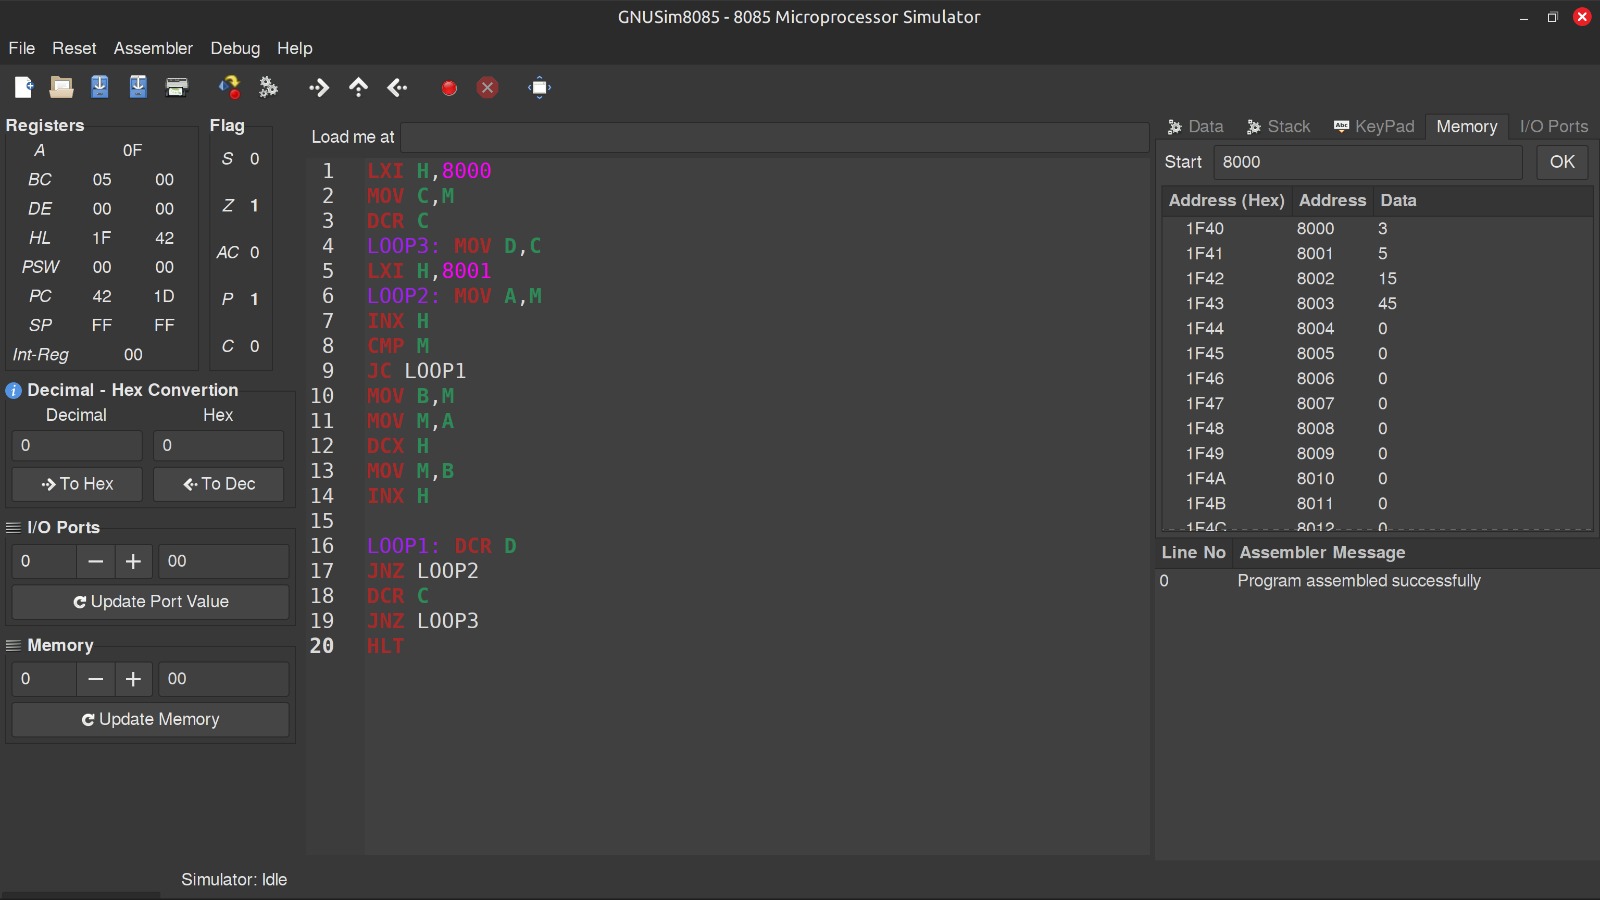 GNUSim8085 - 8085 Microprocessor Simulator
File Reset Assembler Debug Help
Registers
A 0F
BC 05 00
DE 00 00
HL 1F 42
PSW 00 00
PC 42 1D
SP FF FF
Int-Reg 00
Flag
S 0
Z 1
AC 0
P 1
C 0
Decimal - Hex Convertion
Decimal Hex
0 0
To Hex To Dec
I/O Ports
0 − + 00
Update Port Value
Memory
0 − + 00
Update Memory
Load me at
1 LXI H,8000
2 MOV C,M
3 DCR C
4 LOOP3: MOV D,C
5 LXI H,8001
6 LOOP2: MOV A,M
7 INX H
8 CMP M
9 JC LOOP1
10 MOV B,M
11 MOV M,A
12 DCX H
13 MOV M,B
14 INX H
15
16 LOOP1: DCR D
17 JNZ LOOP2
18 DCR C
19 JNZ LOOP3
20 HLT
Data Stack Abc KeyPad Memory I/O Ports
Start 8000 OK
Address (Hex) Address Data
1F40 8000 3
1F41 8001 5
1F42 8002 15
1F43 8003 45
1F44 8004 0
1F45 8005 0
1F46 8006 0
1F47 8007 0
1F48 8008 0
1F49 8009 0
1F4A 8010 0
1F4B 8011 0
1F4C 8012 0
Line No Assembler Message
0 Program assembled successfully
Simulator: Idle